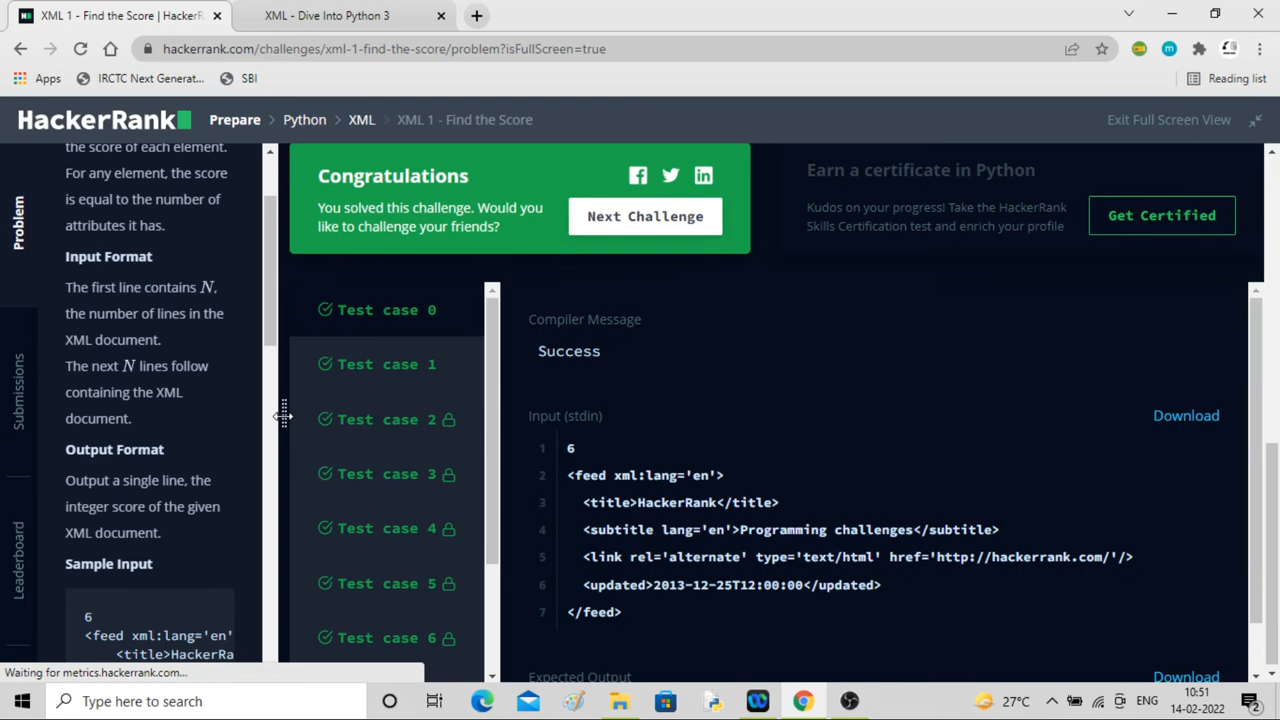 XML 1 - Find the Score | HackerR
XML - Dive Into Python 3
hackerrank.com/challenges/xml-1-find-the-score/problem?isFullScreen=true
Apps
IRCTC Next Generat...
SBI
Reading list
HackerRank
Prepare > Python > XML > XML 1 - Find the Score
Exit Full Screen View
Problem
Submissions
Leaderboard
the score of each element.
For any element, the score
is equal to the number of
attributes it has.
Input Format
The first line contains N,
the number of lines in the
XML document.
The next N lines follow
containing the XML
document.
Output Format
Output a single line, the
integer score of the given
XML document.
Sample Input
6
<feed xml:lang='en'
<title>HackerRa
Congratulations
You solved this challenge. Would you
like to challenge your friends?
Next Challenge
Earn a certificate in Python
Kudos on your progress! Take the HackerRank
Skills Certification test and enrich your profile
Get Certified
Test case 0
Test case 1
Test case 2
Test case 3
Test case 4
Test case 5
Test case 6
Compiler Message
Success
Input (stdin)
Download
1 6
2 <feed xml:lang='en'>
3 <title>HackerRank</title>
4 <subtitle lang='en'>Programming challenges</subtitle>
5 <link rel='alternate' type='text/html' href='http://hackerrank.com/'/>
6 <updated>2013-12-25T12:00:00</updated>
7 </feed>
Expected Output
Download
Waiting for metrics.hackerrank.com...
Type here to search
27°C
ENG
10:51
14-02-2022
2